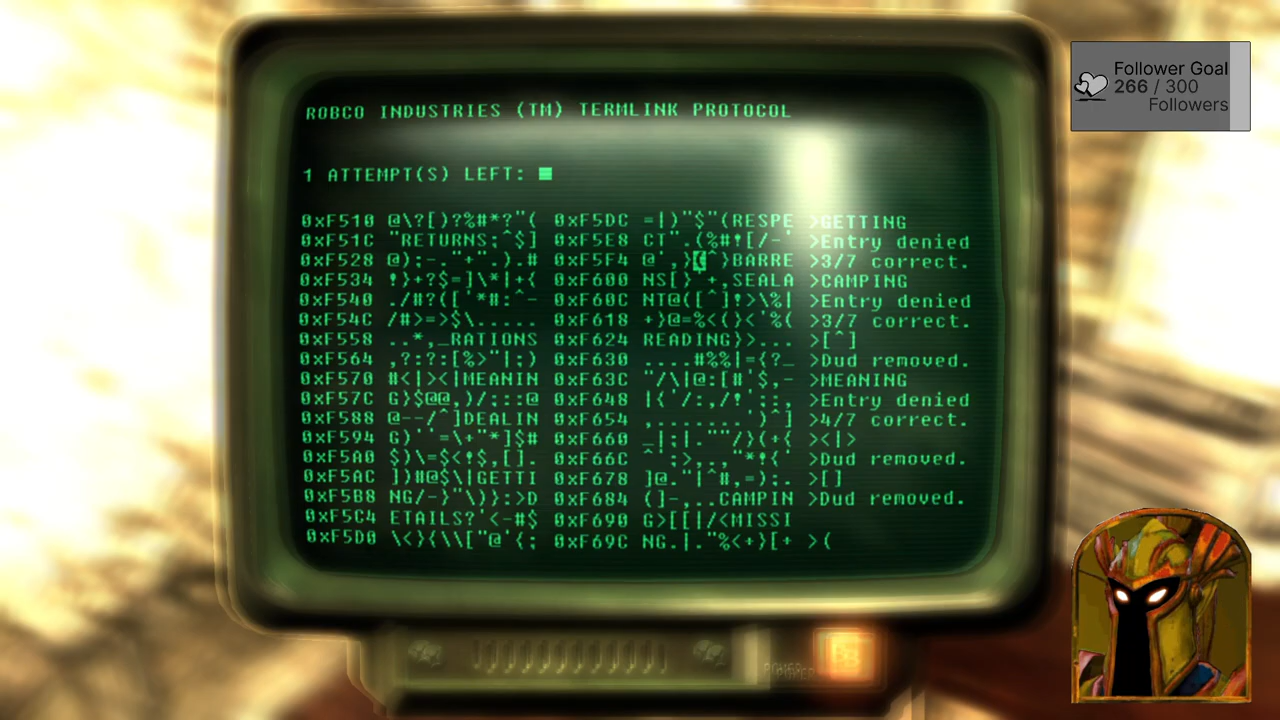 ROBCO INDUSTRIES (TM) TERMLINK PROTOCOL
1 ATTEMPT(S) LEFT: ■
0xF510 @\?[)?%#*?"( 0xF5DC =|)"$"(RESPE >GETTING
0xF51C "RETURNS;^$] 0xF5E8 CT".(%#![/-' >Entry denied
0xF528 @):-."+".).# 0xF5F4 @',}(^}BARRE >3/7 correct.
0xF534 !}+?$=]\*|+{ 0xF600 NS[}'+,SEALA >CAMPING
0xF540 ./#?(['*#:^- 0xF60C NT@([^]!>\%| >Entry denied
0xF54C /#>=>$\..... 0xF618 +}@=%<(}<'%( >3/7 correct.
0xF558 ..*,_RATIONS 0xF624 READING}>... >[^]
0xF564 ,?:?:[%>"|;) 0xF630 ....#%%|={?_ >Dud removed.
0xF570 #<|><|MEANIN 0xF63C "/\|@:[#'$,- >MEANING
0xF57C G}$@@,)/;::@ 0xF648 |{'/:,/!';:, >Entry denied
0xF588 @--/^]DEALIN 0xF654 ,........')^] >4/7 correct.
0xF594 G)'`=\+"*]$# 0xF660 _|;|.""/}(+{ ><|>
0xF5A0 $)\=$<!$,[]. 0xF66C ^`:>,.,"*!{' >Dud removed.
0xF5AC ])#@$\|GETTI 0xF678 ]@."|^#,=):. >[]
0xF5B8 NG/-}"\)}:>D 0xF684 (]-,..CAMPIN >Dud removed.
0xF5C4 ETAILS?'<-#$ 0xF690 G>[[|/<MISSI
0xF5D0 \<}{\\["@'{; 0xF69C NG.|."%<+}[+ >(
Follower Goal
266 / 300
Followers